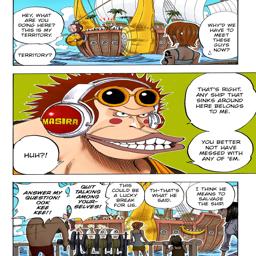 HEY, WHAT
ARE YOU
DOING HERE?
THIS IS MY
TERRITORY.
TERRITORY?
WHY'D
WE HAVE
TO MEET
THESE GUYS
NOW?
THAT'S RIGHT.
ANY SHIP THAT
SINKS AROUND
HERE BELONGS
TO ME.
MASIRA
HUH?!
YOU BETTER
NOT HAVE
MESSED WITH
ANY OF 'EM.
ANSWER MY
QUESTION!
OOK
KEE
KEE!!
QUIT
TALKING
AMONG
YOUR-
SELVES!
THIS
COULD BE
A LUCKY
BREAK
FOR US.
TH-THAT'S
WHAT HE
SAID.
I THINK HE
MEANS TO
SALVAGE
THE SHIP.